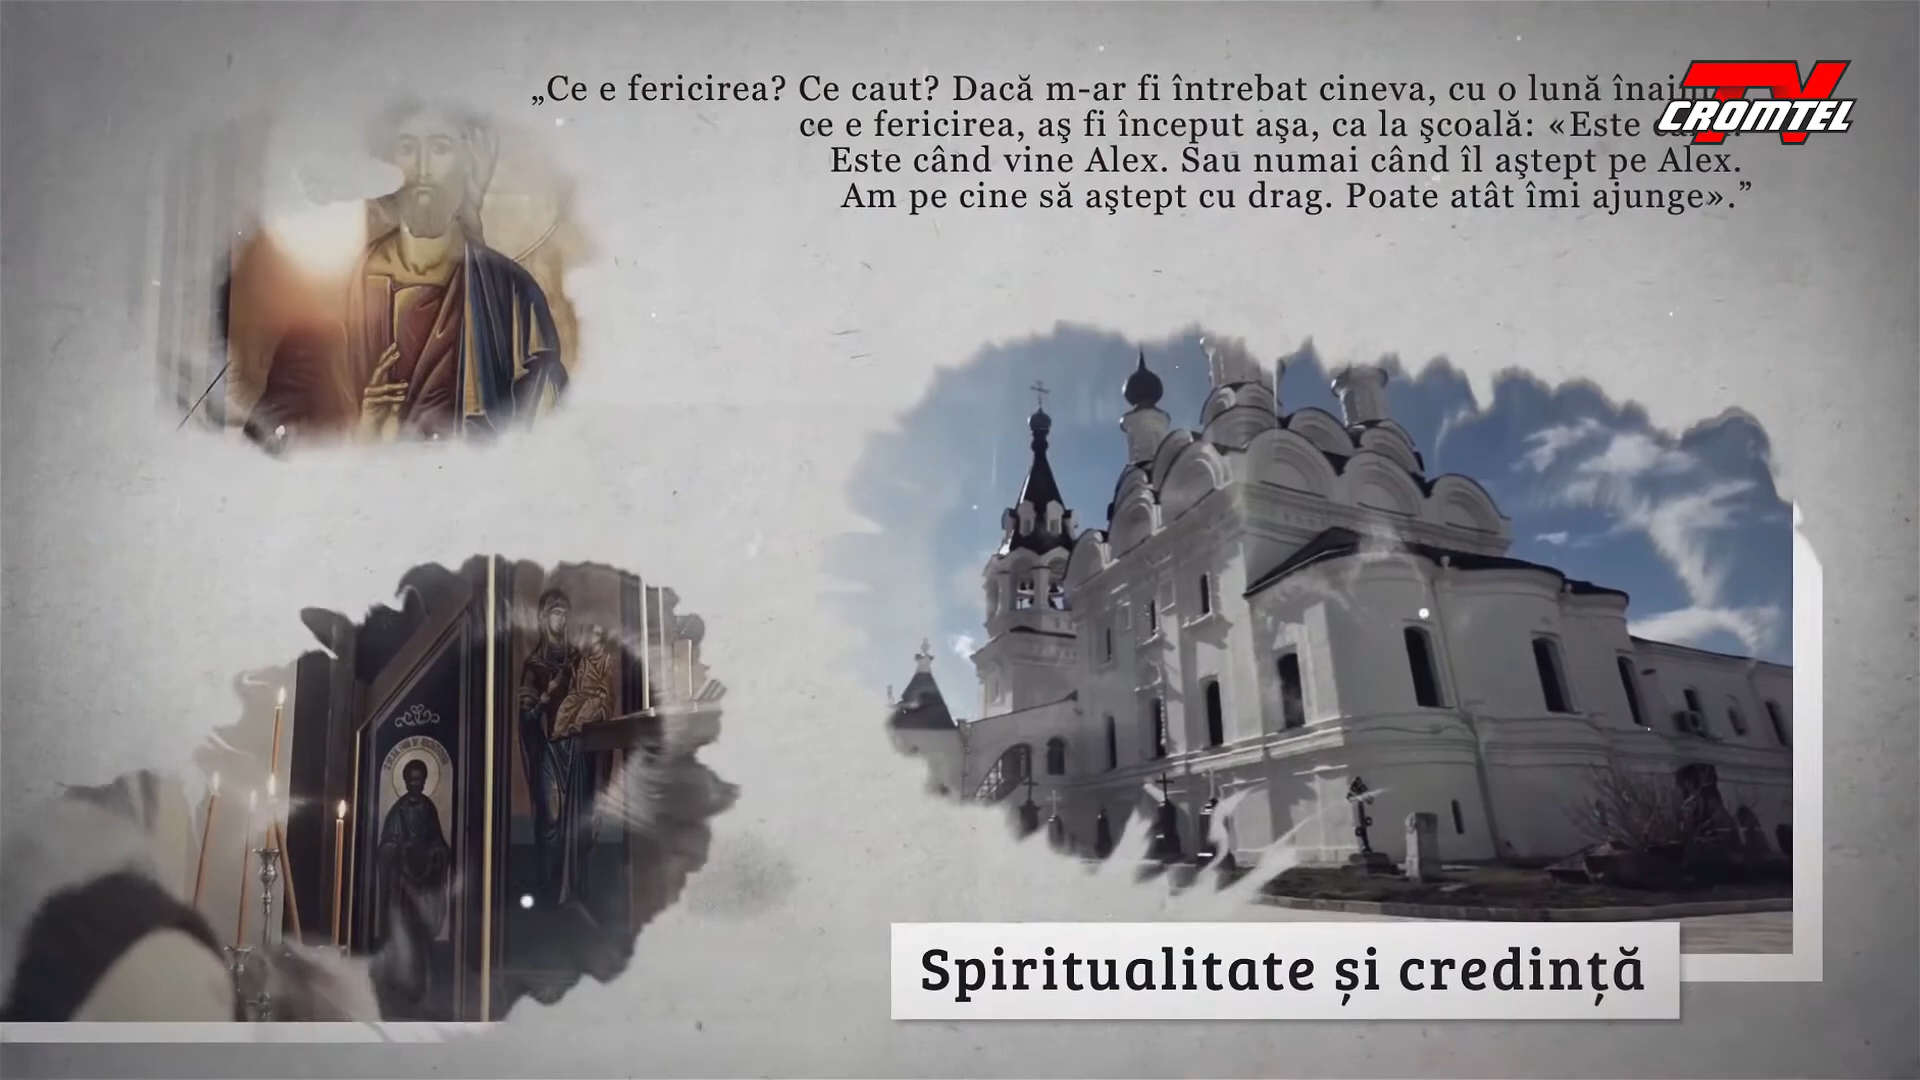 „Ce e fericirea? Ce caut? Dacă m-ar fi întrebat cineva, cu o lună
ce e fericirea, aş fi început aşa, ca la şcoală: «Este
Este când vine Alex. Sau numai când îl aştept pe Alex.
Am pe cine să aştept cu drag. Poate atât îmi ajunge».”
TV
CROMTEL
Spiritualitate și credință